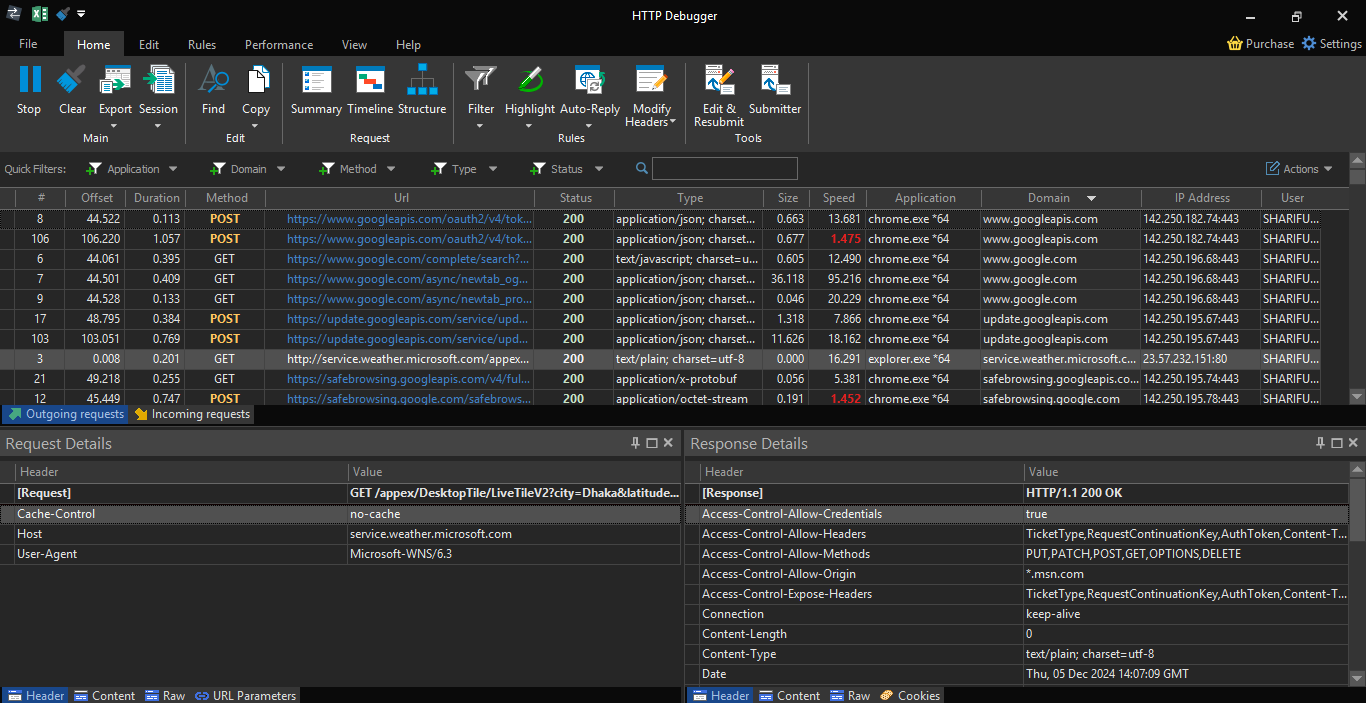 HTTP Debugger
File Home Edit Rules Performance View Help Purchase Settings
Stop Clear Export Session Find Copy Summary Timeline Structure Filter Highlight Auto-Reply Modify Headers Edit & Resubmit Submitter
Main Edit Request Rules Tools
Quick Filters: Application Domain Method Type Status Actions
# Offset Duration Method Url Status Type Size Speed Application Domain IP Address User
8 44.522 0.113 POST https://www.googleapis.com/oauth2/v4/tok... 200 application/json; charset... 0.663 13.681 chrome.exe *64 www.googleapis.com 142.250.182.74:443 SHARIFU...
106 106.220 1.057 POST https://www.googleapis.com/oauth2/v4/tok... 200 application/json; charset... 0.677 1.475 chrome.exe *64 www.googleapis.com 142.250.182.74:443 SHARIFU...
6 44.061 0.395 GET https://www.google.com/complete/search?... 200 text/javascript; charset=u... 0.605 12.490 chrome.exe *64 www.google.com 142.250.196.68:443 SHARIFU...
7 44.501 0.409 GET https://www.google.com/async/newtab_og... 200 application/json; charset... 36.118 95.216 chrome.exe *64 www.google.com 142.250.196.68:443 SHARIFU...
9 44.528 0.133 GET https://www.google.com/async/newtab_pro... 200 application/json; charset... 0.046 20.229 chrome.exe *64 www.google.com 142.250.196.68:443 SHARIFU...
17 48.795 0.384 POST https://update.googleapis.com/service/upd... 200 application/json; charset... 1.318 7.866 chrome.exe *64 update.googleapis.com 142.250.195.67:443 SHARIFU...
103 103.051 0.769 POST https://update.googleapis.com/service/upd... 200 application/json; charset... 11.626 18.162 chrome.exe *64 update.googleapis.com 142.250.195.67:443 SHARIFU...
3 0.008 0.201 GET http://service.weather.microsoft.com/appex... 200 text/plain; charset=utf-8 0.000 16.291 explorer.exe *64 service.weather.microsoft.c... 23.57.232.151:80 SHARIFU...
21 49.218 0.255 GET https://safebrowsing.googleapis.com/v4/ful... 200 application/x-protobuf 0.056 5.381 chrome.exe *64 safebrowsing.googleapis.co... 142.250.195.74:443 SHARIFU...
12 45.449 0.747 POST https://safebrowsing.google.com/safebrows... 200 application/octet-stream 0.191 1.452 chrome.exe *64 safebrowsing.google.com 142.250.195.78:443 SHARIFU...
Outgoing requests Incoming requests
Request Details
Header Value
[Request] GET /appex/DesktopTile/LiveTileV2?city=Dhaka&latitude...
Cache-Control no-cache
Host service.weather.microsoft.com
User-Agent Microsoft-WNS/6.3
Header Content Raw URL Parameters
Response Details
Header Value
[Response] HTTP/1.1 200 OK
Access-Control-Allow-Credentials true
Access-Control-Allow-Headers TicketType,RequestContinuationKey,AuthToken,Content-T...
Access-Control-Allow-Methods PUT,PATCH,POST,GET,OPTIONS,DELETE
Access-Control-Allow-Origin *.msn.com
Access-Control-Expose-Headers TicketType,RequestContinuationKey,AuthToken,Content-T...
Connection keep-alive
Content-Length 0
Content-Type text/plain; charset=utf-8
Date Thu, 05 Dec 2024 14:07:09 GMT
Header Content Raw Cookies